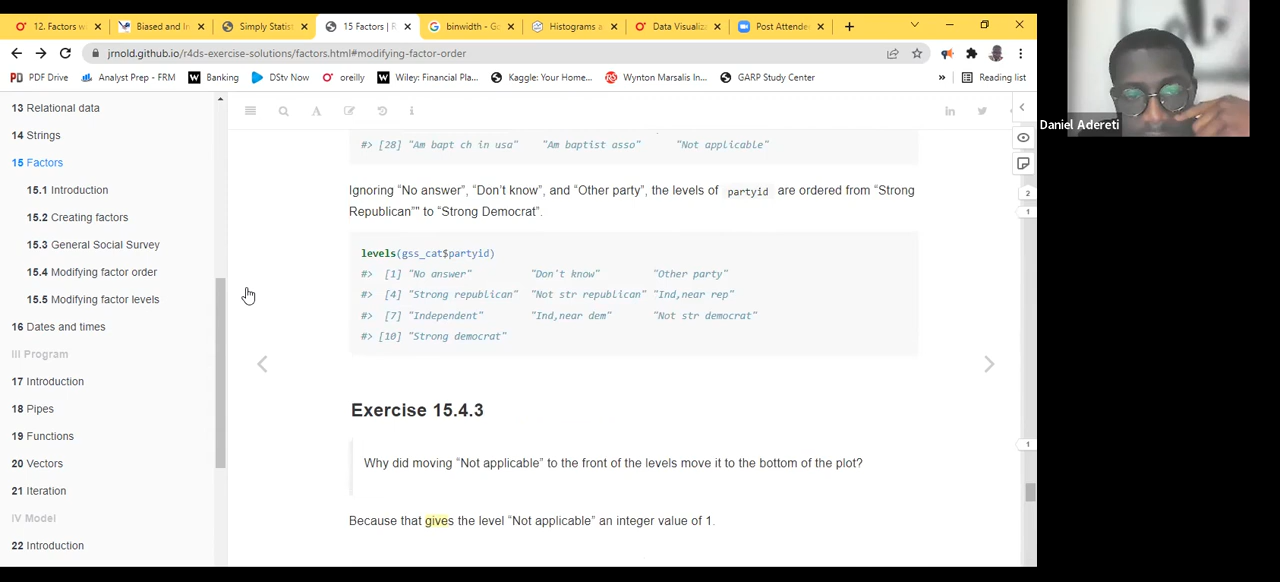 12. Factors w
Biased and In
Simply Statist
15 Factors | R
binwidth - Go
Histograms a
Data Visualiz
Post Attende
jrnold.github.io/r4ds-exercise-solutions/factors.html#modifying-factor-order
PDF Drive
Analyst Prep - FRM
Banking
DStv Now
oreilly
Wiley: Financial Pla...
Kaggle: Your Home...
Wynton Marsalis In...
GARP Study Center
»
Reading list
Daniel Adereti
13 Relational data
14 Strings
15 Factors
15.1 Introduction
15.2 Creating factors
15.3 General Social Survey
15.4 Modifying factor order
15.5 Modifying factor levels
16 Dates and times
III Program
17 Introduction
18 Pipes
19 Functions
20 Vectors
21 Iteration
IV Model
22 Introduction
#> [28] "Am bapt ch in usa" "Am baptist asso" "Not applicable"
Ignoring “No answer”, “Don’t know”, and “Other party”, the levels of partyid are ordered from “Strong
Republican”" to “Strong Democrat”.
levels(gss_cat$partyid)
#> [1] "No answer" "Don't know" "Other party"
#> [4] "Strong republican" "Not str republican" "Ind,near rep"
#> [7] "Independent" "Ind,near dem" "Not str democrat"
#> [10] "Strong democrat"
Exercise 15.4.3
Why did moving “Not applicable” to the front of the levels move it to the bottom of the plot?
Because that gives the level “Not applicable” an integer value of 1.
2
1
1